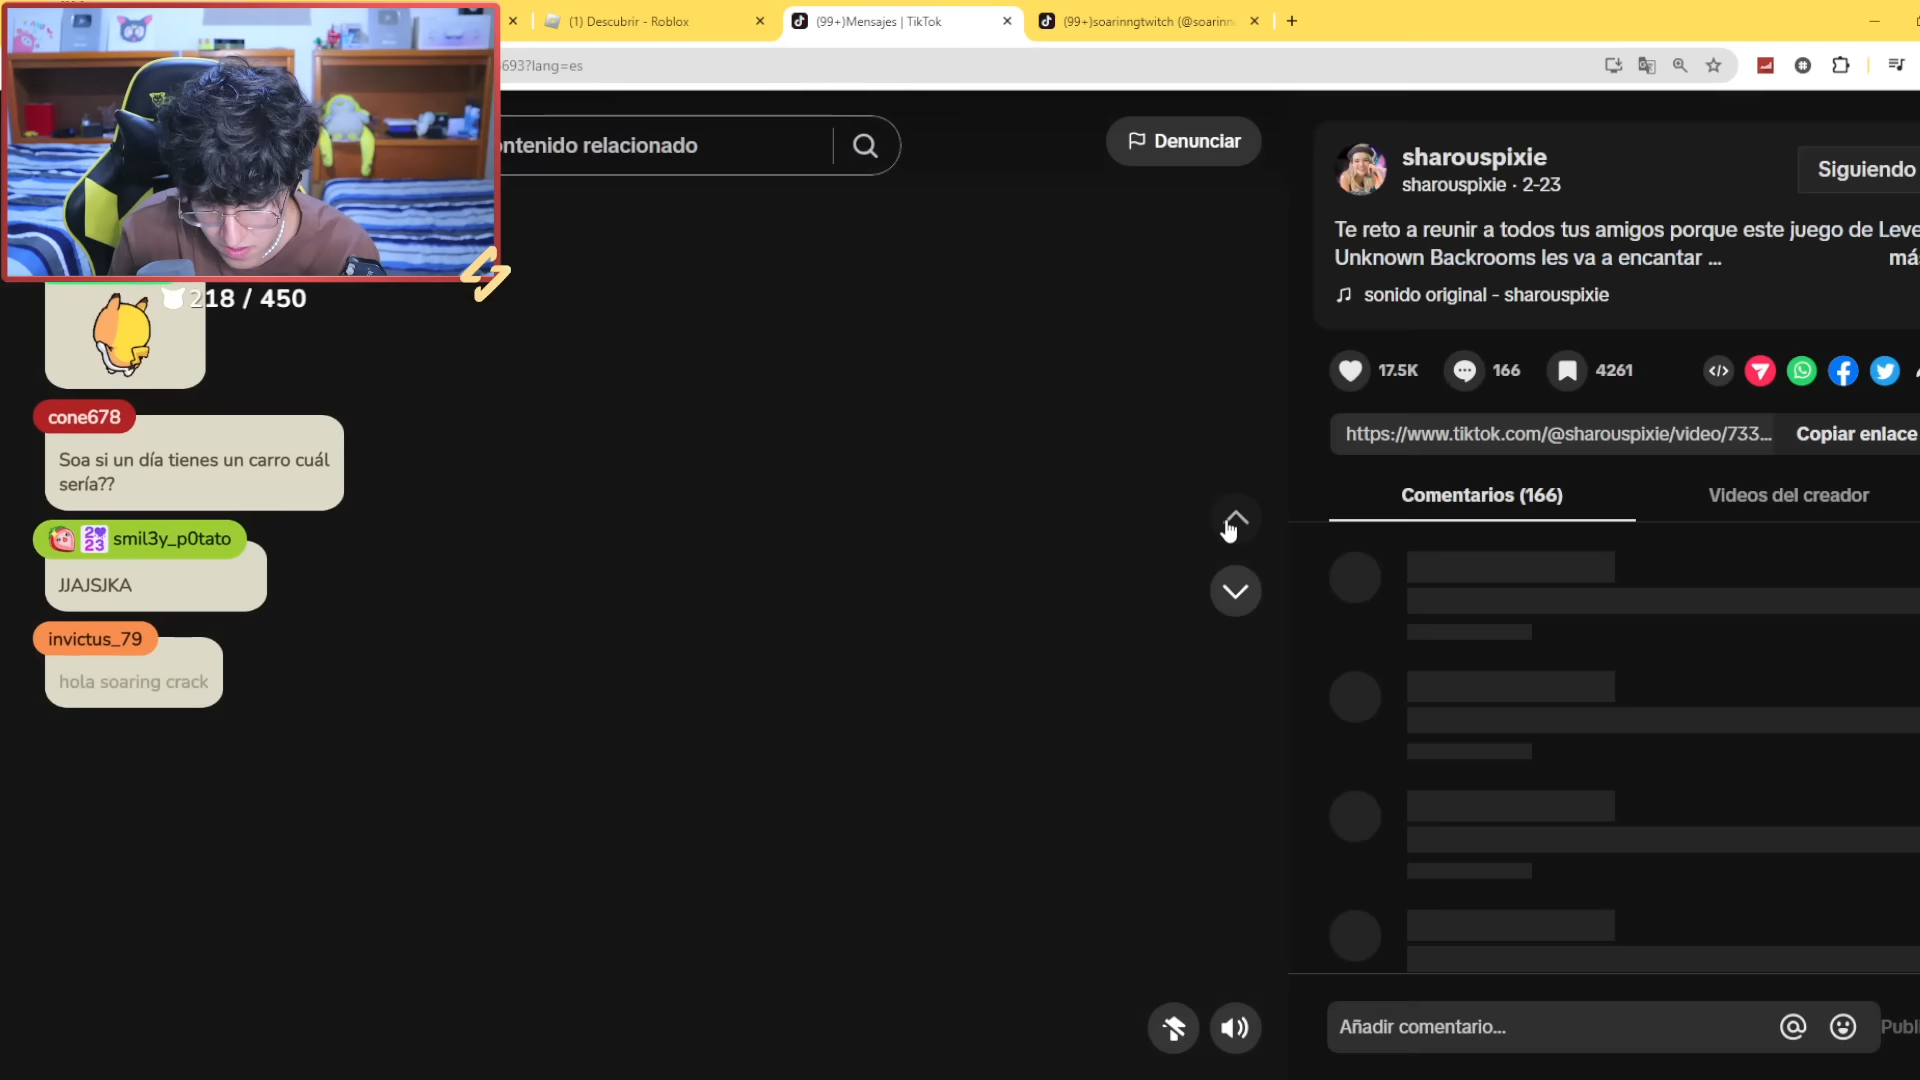 (1) Descubrir - Roblox
(99+)Mensajes | TikTok
(99+)soarinngtwitch (@soarinn
693?lang=es
ontenido relacionado
Denunciar
sharouspixie
sharouspixie · 2-23
Siguiendo
Te reto a reunir a todos tus amigos porque este juego de Leve
Unknown Backrooms les va a encantar ...
más
sonido original - sharouspixie
17.5K
166
4261
https://www.tiktok.com/@sharouspixie/video/733...
Copiar enlace
Comentarios (166)
Videos del creador
218 / 450
cone678
Soa si un día tienes un carro cuál
sería??
smil3y_p0tato
JJAJSJKA
invictus_79
hola soaring crack
Añadir comentario...
Publi